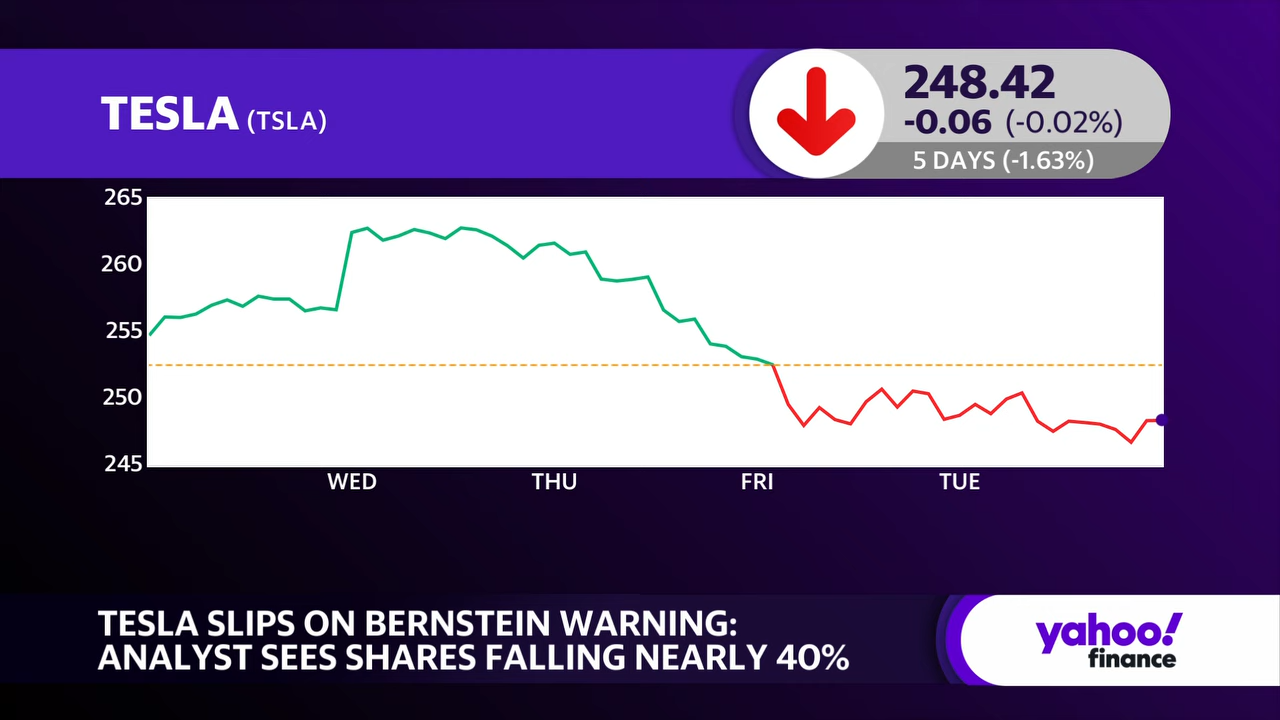 TESLA (TSLA)
248.42
-0.06 (-0.02%)
5 DAYS (-1.63%)
265
260
255
250
245
WED THU FRI TUE
TESLA SLIPS ON BERNSTEIN WARNING:
ANALYST SEES SHARES FALLING NEARLY 40%
yahoo!
finance